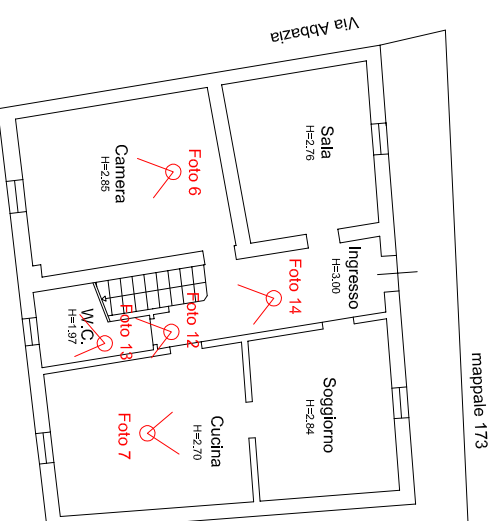 Via Abbazia
Sala
H=2.76
Camera
H=2.85
Foto 6
Ingresso
H=3.00
Foto 14
Foto 12
Foto 13
W.C.
H=1.97
Soggiorno
H=2.84
Cucina
H=2.70
Foto 7
mappale 173